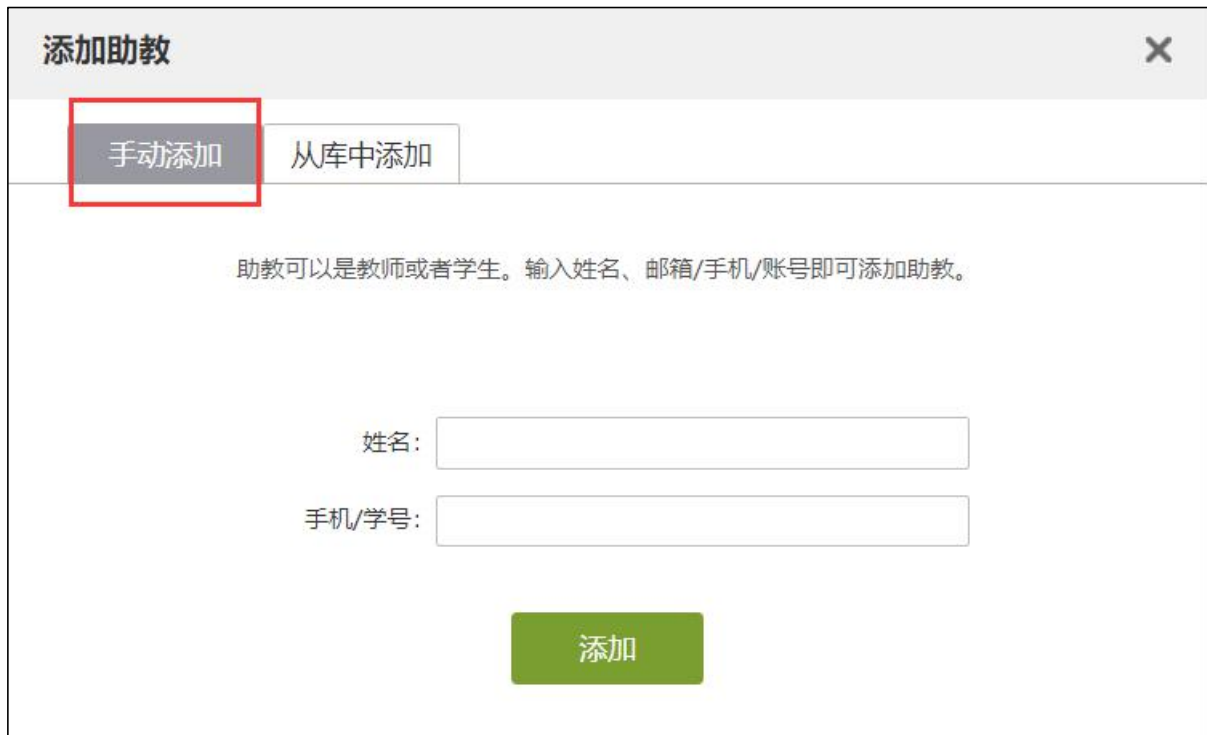 添加助教
手动添加 从库中添加
助教可以是教师或者学生。输入姓名、邮箱/手机/账号即可添加助教。
姓名:
手机/学号:
添加